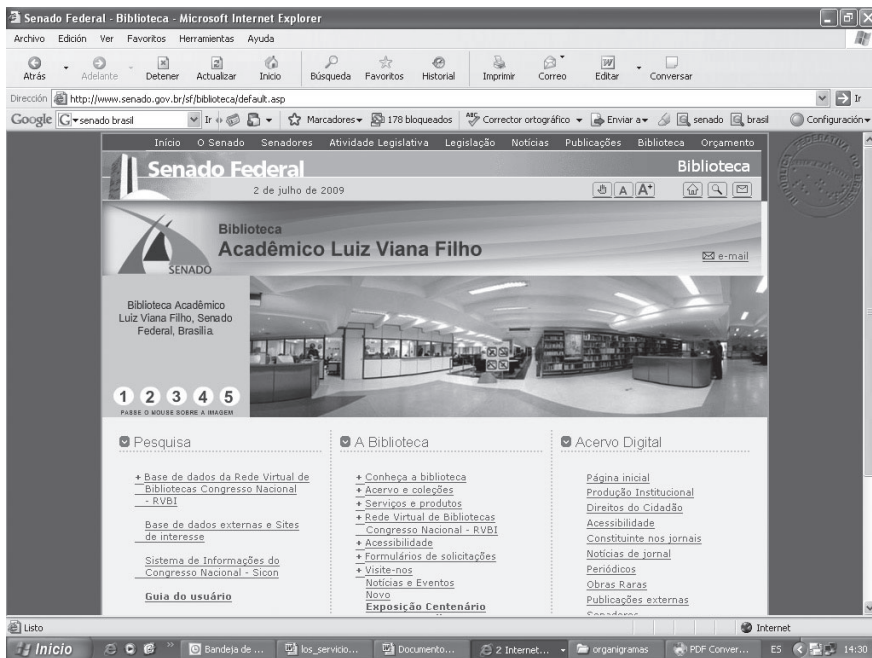 Senado Federal - Biblioteca - Microsoft Internet Explorer
Archivo Edición Ver Favoritos Herramientas Ayuda
Atrás Adelante Detener Actualizar Inicio Búsqueda Favoritos Historial Imprimir Correo Editar Conversar
Dirección http://www.senado.gov.br/sf/biblioteca/default.asp Ir
Google G senado brasil Ir Marcadores 178 bloqueados ABC Corrector ortográfico Enviar a senado brasil Configuración
Início O Senado Senadores Atividade Legislativa Legislação Notícias Publicações Biblioteca Orçamento
Senado Federal Biblioteca
2 de julho de 2009 A A+
Biblioteca
Acadêmico Luiz Viana Filho
SENADO
e-mail
Biblioteca Acadêmico
Luiz Viana Filho, Senado
Federal, Brasília.
1 2 3 4 5
PASSE O MOUSE SOBRE A IMAGEM
Pesquisa
+ Base de dados da Rede Virtual de
Bibliotecas Congresso Nacional
- RVBI
Base de dados externas e Sites
de interesse
Sistema de Informações do
Congresso Nacional - Sicon
Guia do usuário
A Biblioteca
+ Conheça a biblioteca
+ Acervo e coleções
+ Serviços e produtos
+ Rede Virtual de Bibliotecas
Congresso Nacional - RVBI
+ Acessibilidade
+ Formulários de solicitações
+ Visite-nos
Notícias e Eventos
Novo
Exposição Centenário
Acervo Digital
Página inicial
Produção Institucional
Direitos do Cidadão
Acessibilidade
Constituinte nos jornais
Notícias de jornal
Periódicos
Obras Raras
Publicações externas
Senadores
Listo Internet
Inicio Bandeja de ... los_servicio... Documento... 2 Internet... organigramas PDF Conver... ES 14:30